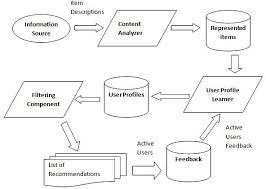 Item
Descriptions
Information
Source
Content
Analyzer
Represented
Items
Filtering
Component
UserProfiles
User Profile
Learner
List of
Recommendations
Active
Users
Feedback
Active
Users
Feedback